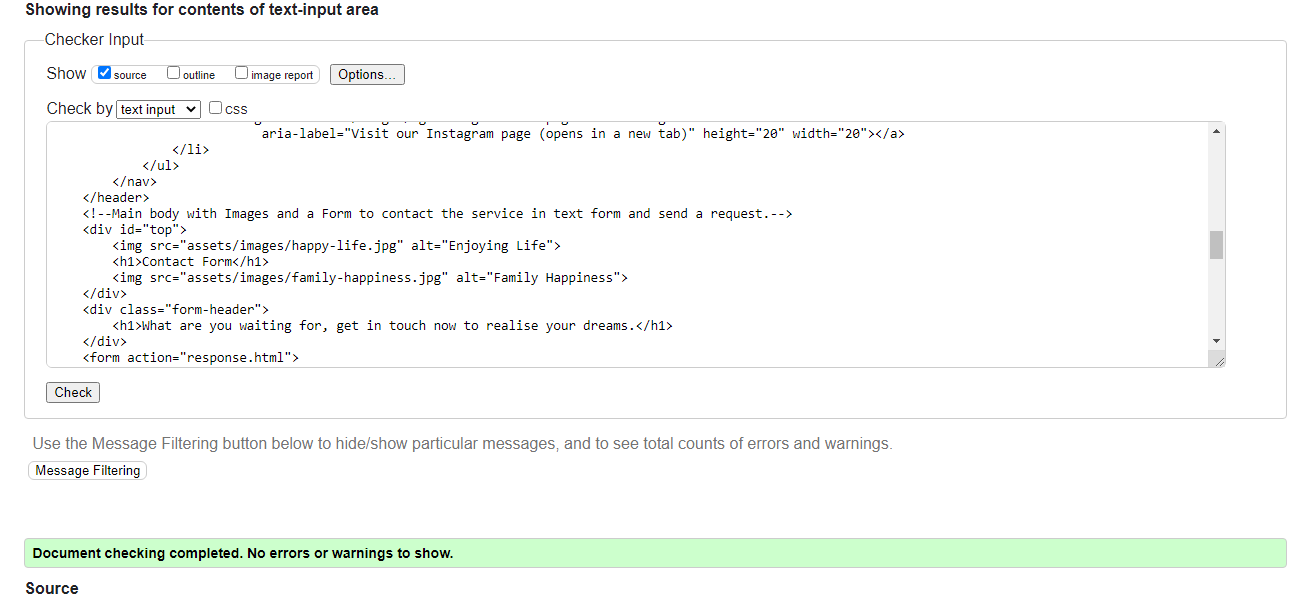 Showing results for contents of text-input area
Checker Input
Show source outline image report Options...
Check by text input css
aria-label="Visit our Instagram page (opens in a new tab)" height="20" width="20"></a>
</li>
</ul>
</nav>
</header>
<!--Main body with Images and a Form to contact the service in text form and send a request.-->
<div id="top">
<img src="assets/images/happy-life.jpg" alt="Enjoying Life">
<h1>Contact Form</h1>
<img src="assets/images/family-happiness.jpg" alt="Family Happiness">
</div>
<div class="form-header">
<h1>What are you waiting for, get in touch now to realise your dreams.</h1>
</div>
<form action="response.html">
Check
Use the Message Filtering button below to hide/show particular messages, and to see total counts of errors and warnings.
Message Filtering
Document checking completed. No errors or warnings to show.
Source